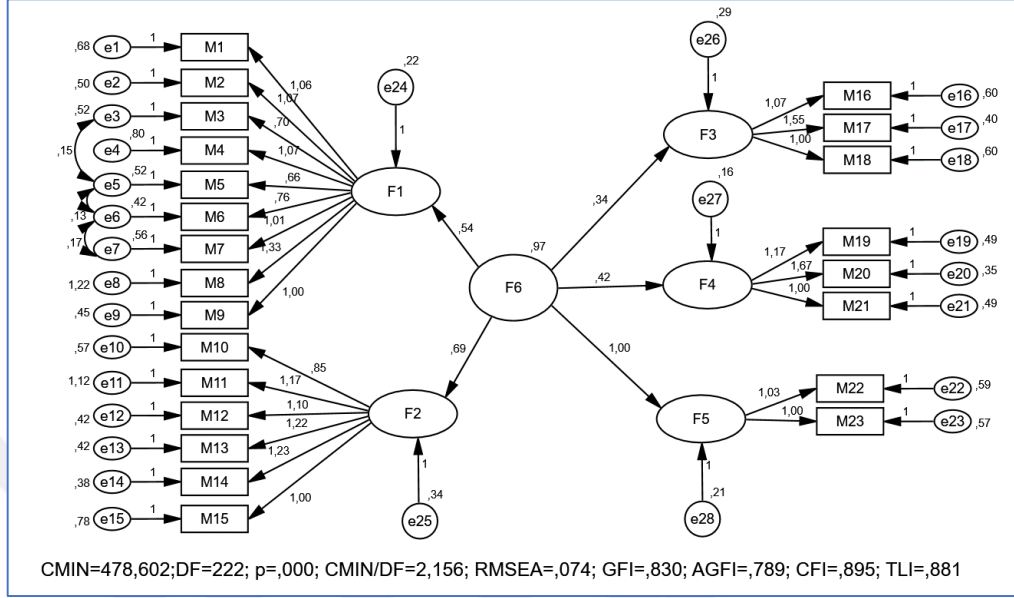 ,68 e1 1 M1
,50 e2 1 M2
,52 e3 1 M3
,80 e4 1 M4
,52 e5 1 M5
,42 e6 1 M6
,56 e7 1 M7
1,22 e8 1 M8
,45 e9 1 M9
,57 e10 1 M10
1,12 e11 1 M11
,42 e12 1 M12
,42 e13 1 M13
,38 e14 1 M14
,78 e15 1 M15
,15
,13
,17
1,06
1,07
,70
1,07
,66
,76
1,01
1,33
1,00
,22
e24
1
F1
,54
,85
1,17
1,10
1,22
1,23
1,00
F2
1
,34
e25
,69
,97
F6
,34
,42
1,00
,29
e26
1
F3
1,07 M16 1 e16 ,60
1,55 M17 1 e17 ,40
1,00 M18 1 e18 ,60
,16
e27
1
F4
1,17 M19 1 e19 ,49
1,67 M20 1 e20 ,35
1,00 M21 1 e21 ,49
F5
1,03 M22 1 e22 ,59
1,00 M23 1 e23 ,57
1
,21
e28
CMIN=478,602;DF=222; p=,000; CMIN/DF=2,156; RMSEA=,074; GFI=,830; AGFI=,789; CFI=,895; TLI=,881